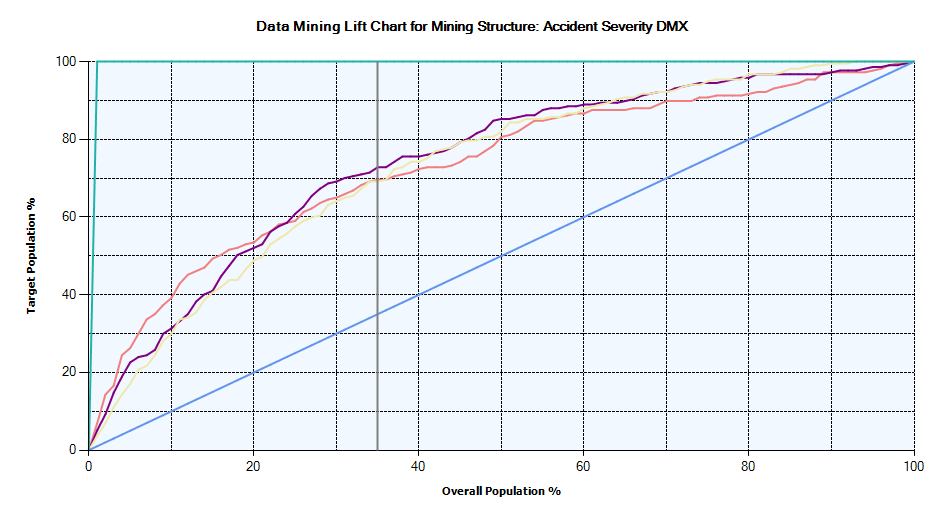 Data Mining Lift Chart for Mining Structure: Accident Severity DMX
100
80
60
40
20
0
Target Population %
0 20 40 60 80 100
Overall Population %